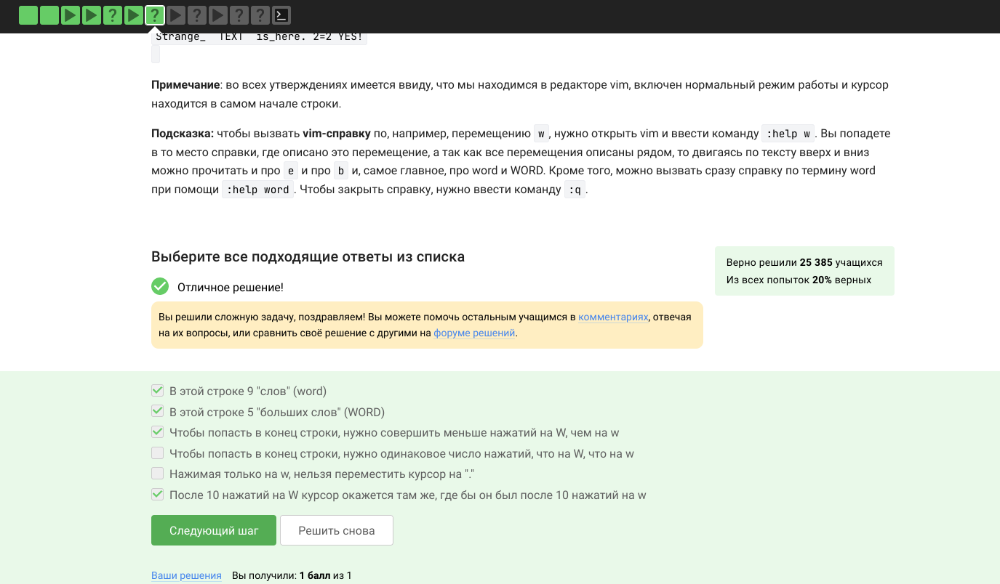 Strange_  TEXT  is_here. 2=2 YES!
Примечание: во всех утверждениях имеется ввиду, что мы находимся в редакторе vim, включен нормальный режим работы и курсор
находится в самом начале строки.
Подсказка: чтобы вызвать vim-справку по, например, перемещению w, нужно открыть vim и ввести команду :help w. Вы попадете
в то место справки, где описано это перемещение, а так как все перемещения описаны рядом, то двигаясь по тексту вверх и вниз
можно прочитать и про e и про b и, самое главное, про word и WORD. Кроме того, можно вызвать сразу справку по термину word
при помощи :help word. Чтобы закрыть справку, нужно ввести команду :q.
Выберите все подходящие ответы из списка
Верно решили 25 385 учащихся
Из всех попыток 20% верных
Отличное решение!
Вы решили сложную задачу, поздравляем! Вы можете помочь остальным учащимся в комментариях, отвечая
на их вопросы, или сравнить своё решение с другими на форуме решений.
В этой строке 9 "слов" (word)
В этой строке 5 "больших слов" (WORD)
Чтобы попасть в конец строки, нужно совершить меньше нажатий на W, чем на w
Чтобы попасть в конец строки, нужно одинаковое число нажатий, что на W, что на w
Нажимая только на w, нельзя переместить курсор на "."
После 10 нажатий на W курсор окажется там же, где бы он был после 10 нажатий на w
Следующий шаг
Решить снова
Ваши решения Вы получили: 1 балл из 1